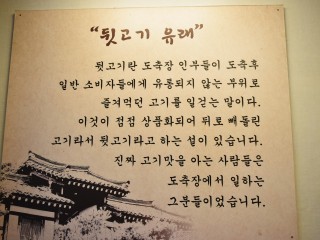 "뒷고기 유래"
뒷고기란 도축장 인부들이 도축후
일반 소비자들에게 유통되지 않는 부위로
즐겨먹던 고기를 일컫는 말이다.
이것이 점점 상품화되어 뒤로 빼돌린
고기라서 뒷고기라고 하는 설이 있습니다.
진짜 고기맛을 아는 사람들은
도축장에서 일하는
그분들이었습니다.